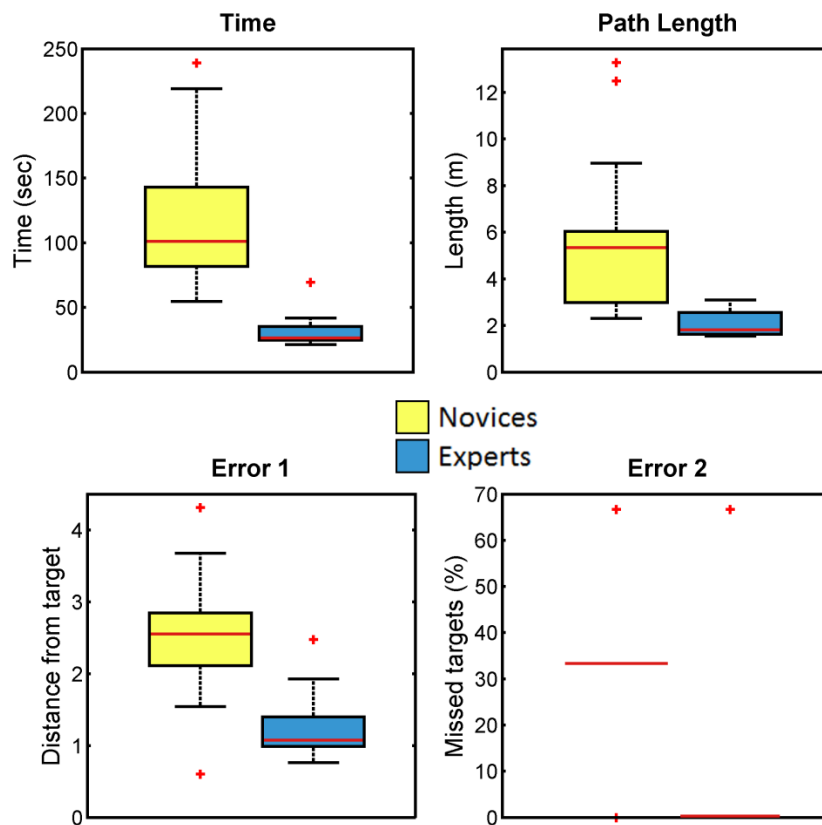 Time
Path Length
Time (sec)
250
200
150
100
50
0
Length (m)
12
10
8
6
4
2
0
Novices
Experts
Error 1
Error 2
Distance from target
4
3
2
1
0
Missed targets (%)
70
60
50
40
30
20
10
0